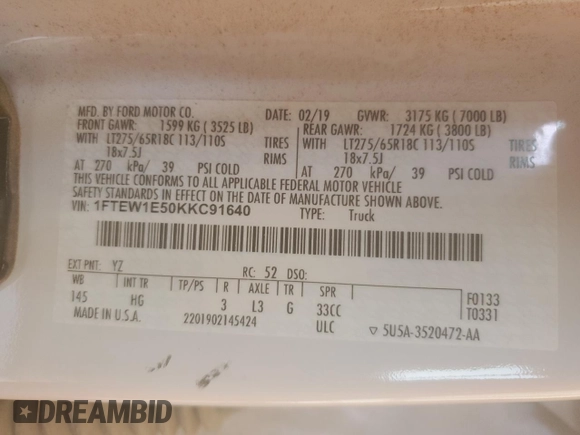 MFD. BY FORD MOTOR CO. DATE: 02/19 GVWR: 3175 KG ( 7000 LB)
FRONT GAWR: 1599 KG ( 3525 LB) REAR GAWR: 1724 KG ( 3800 LB)
WITH LT275/65R18C 113/110S TIRES WITH LT275/65R18C 113/110S TIRES
18x7.5J RIMS 18x7.5J RIMS
AT 270 kPa/ 39 PSI COLD AT 270 kPa/ 39 PSI COLD
THIS VEHICLE CONFORMS TO ALL APPLICABLE FEDERAL MOTOR VEHICLE
SAFETY STANDARDS IN EFFECT ON THE DATE OF MANUFACTURE SHOWN ABOVE.
VIN: 1FTEW1E50KKC91640 TYPE: Truck
EXT PNT: YZ RC: 52 DSO:
WB INT TR TP/PS R AXLE TR SPR F0133
145 HG 3 L3 G 33CC T0331
MADE IN U.S.A. 2201902145424 ULC ▽ 5U5A-3520472-AA
DREAMBID